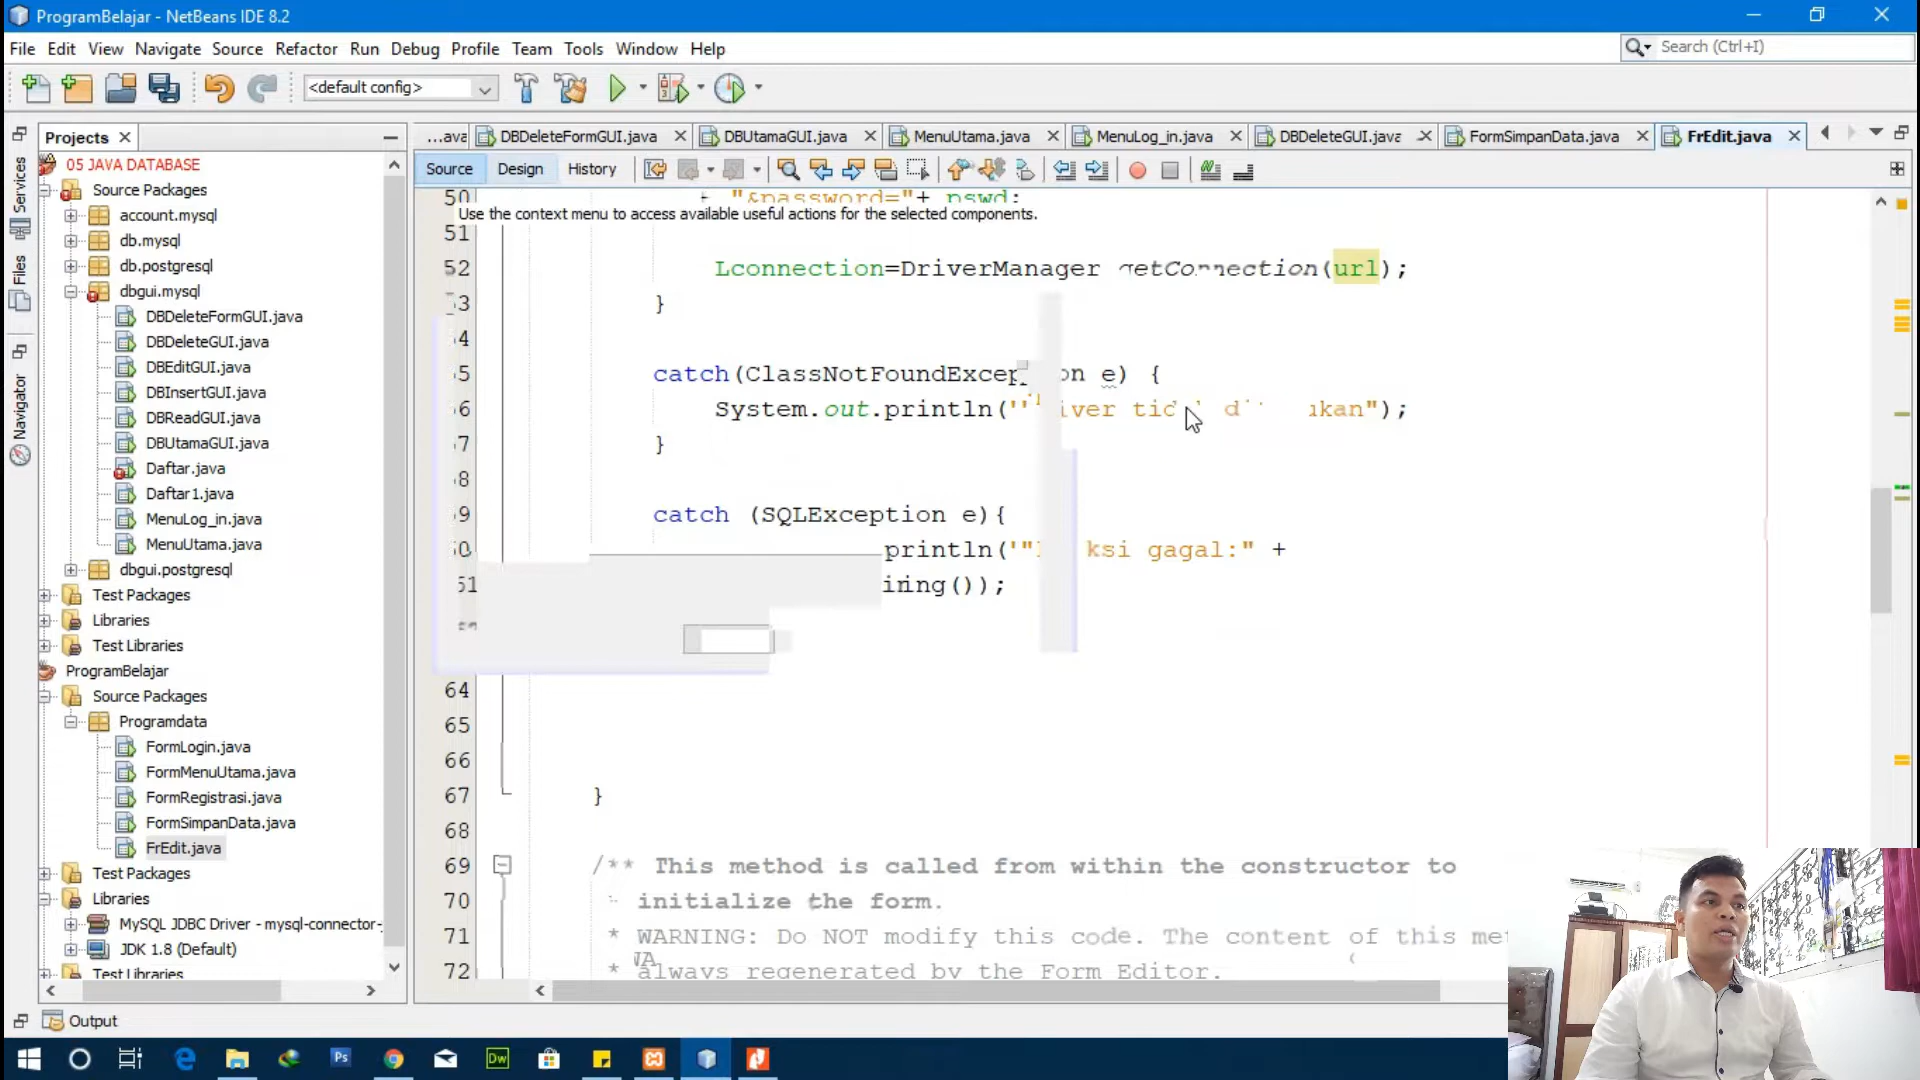 ProgramBelajar - NetBeans IDE 8.2
File Edit View Navigate Source Refactor Run Debug Profile Team Tools Window Help
Search (Ctrl+I)
<default config>
Projects
...ava DBDeleteFormGUI.java DBUtamaGUI.java MenuUtama.java MenuLog_in.java DBDeleteGUI.java FormSimpanData.java FrEdit.java
Source Design History
Services
Files
Navigator
05 JAVA DATABASE
Source Packages
account.mysql
db.mysql
db.postgresql
dbgui.mysql
DBDeleteFormGUI.java
DBDeleteGUI.java
DBEditGUI.java
DBInsertGUI.java
DBReadGUI.java
DBUtamaGUI.java
Daftar.java
Daftar1.java
MenuLog_in.java
MenuUtama.java
dbgui.postgresql
Test Packages
Libraries
Test Libraries
ProgramBelajar
Source Packages
Programdata
FormLogin.java
FormMenuUtama.java
FormRegistrasi.java
FormSimpanData.java
FrEdit.java
Test Packages
Libraries
MySQL JDBC Driver - mysql-connector-
JDK 1.8 (Default)
Test Libraries
50 + "&password="+ pswd;
Use the context menu to access available useful actions for the selected components.
51
52 Lconnection=DriverManager getConnection(url);
53 }
54
55 catch(ClassNotFoundException e) {
56 System.out.println(
57 }
58
59 catch (SQLException e){
60 println( gagal:" +
61 ());
64
65
66
67 }
68
69 /** This method is called from within the constructor to
70 initialize the form.
71 * WARNING: Do NOT modify this code. The content of this
72 * always regenerated by the Form Editor.
Output